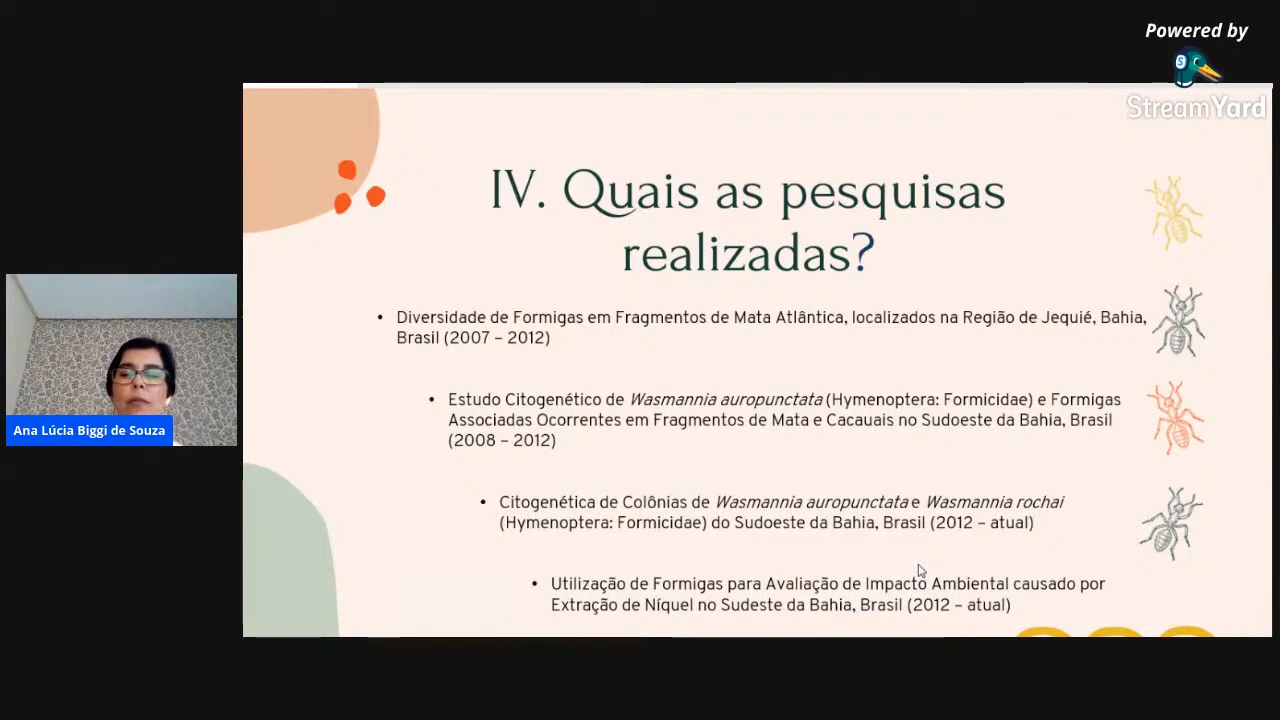 Powered by
StreamYard
IV. Quais as pesquisas
realizadas?
• Diversidade de Formigas em Fragmentos de Mata Atlântica, localizados na Região de Jequié, Bahia,
Brasil (2007 – 2012)
• Estudo Citogenético de Wasmannia auropunctata (Hymenoptera: Formicidae) e Formigas
Associadas Ocorrentes em Fragmentos de Mata e Cacauais no Sudoeste da Bahia, Brasil
(2008 – 2012)
• Citogenética de Colônias de Wasmannia auropunctata e Wasmannia rochai
(Hymenoptera: Formicidae) do Sudoeste da Bahia, Brasil (2012 – atual)
• Utilização de Formigas para Avaliação de Impacto Ambiental causado por
Extração de Níquel no Sudeste da Bahia, Brasil (2012 – atual)
Ana Lúcia Biggi de Souza